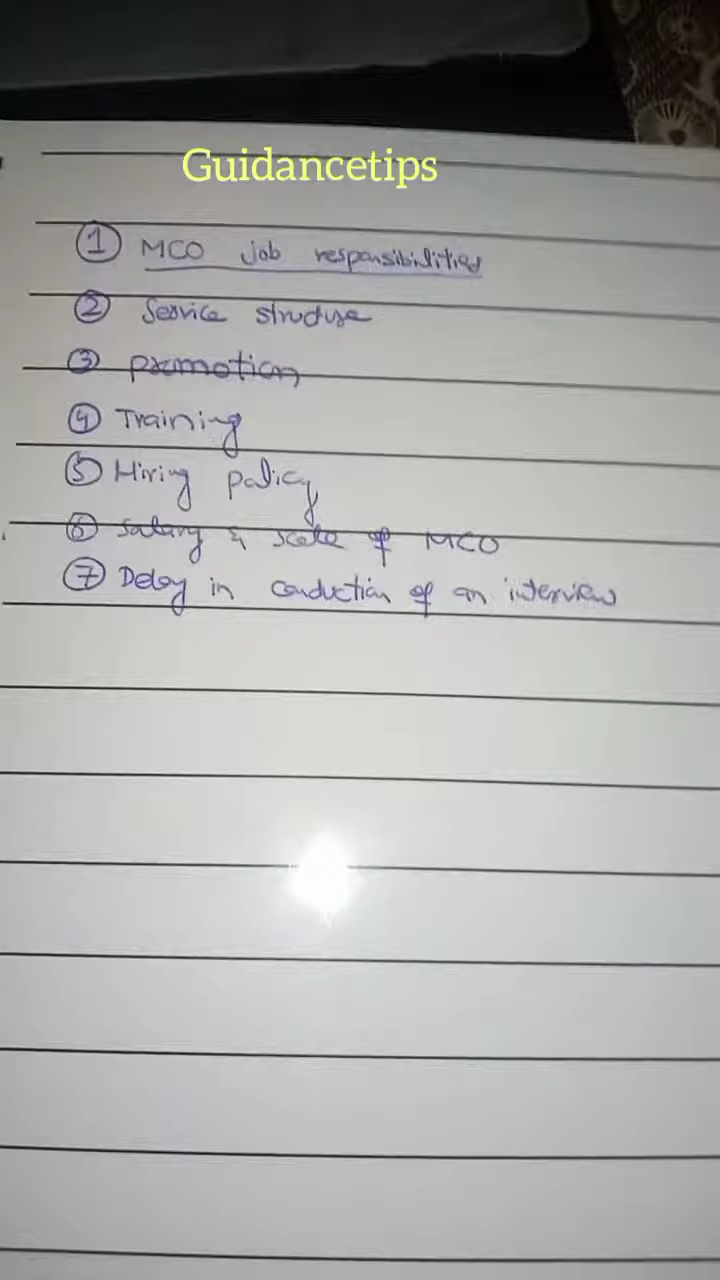 Guidancetips
① MCO job responsibilities
② Service structure
③ promotion
④ Training
⑤ Hiring policy
⑥ Salary & scale of MCO
⑦ Delay in conduction of an interview